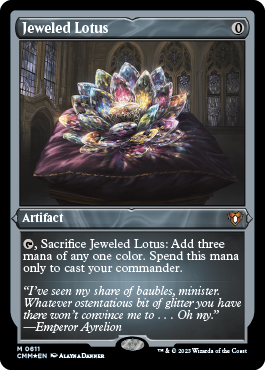 Jeweled Lotus 0
Artifact
, Sacrifice Jeweled Lotus: Add three
mana of any one color. Spend this mana
only to cast your commander.
“I’ve seen my share of baubles, minister.
Whatever ostentatious bit of glitter you have
there won’t convince me to . . . Oh my.”
—Emperor Ayrelion
M 0611
CMM★EN Alayna Danner
™ & © 2023 Wizards of the Coast